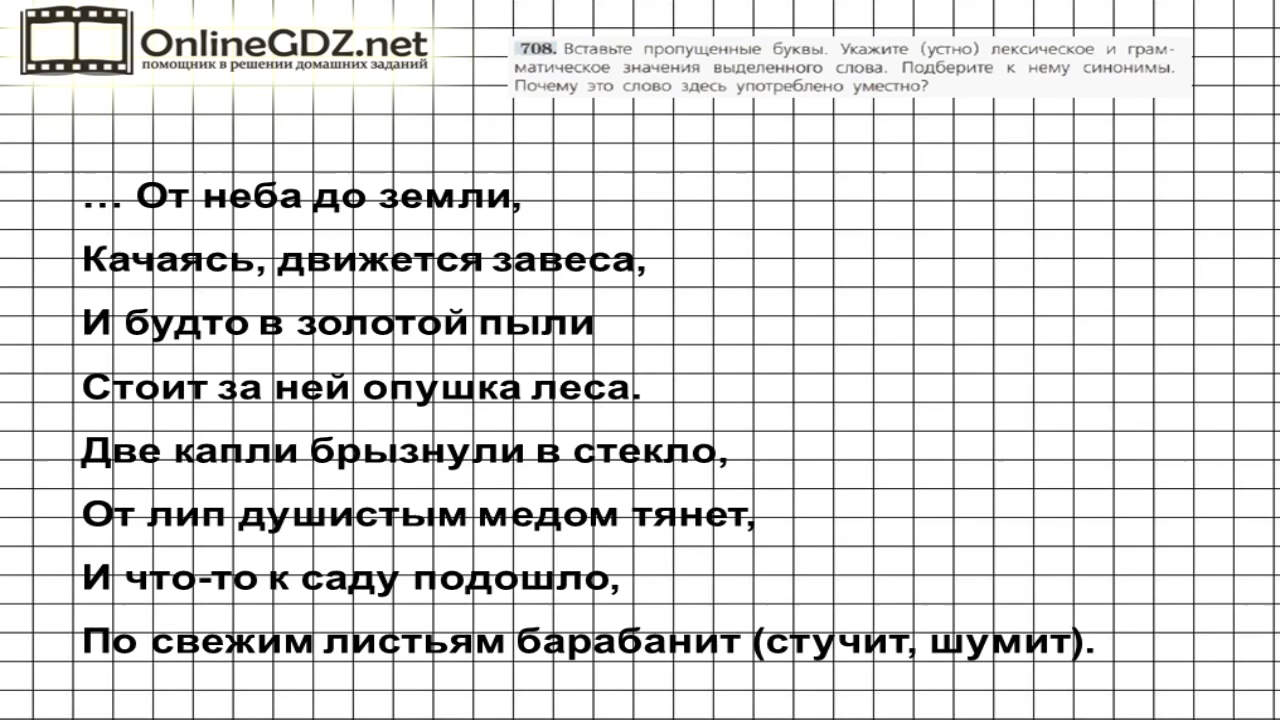 OnlineGDZ.net
помощник в решении домашних заданий
708. Вставьте пропущенные буквы. Укажите (устно) лексическое и грам-
матическое значения выделенного слова. Подберите к нему синонимы.
Почему это слово здесь употреблено уместно?
… От неба до земли,
Качаясь, движется завеса,
И будто в золотой пыли
Стоит за ней опушка леса.
Две капли брызнули в стекло,
От лип душистым медом тянет,
И что-то к саду подошло,
По свежим листьям барабанит (стучит, шумит).